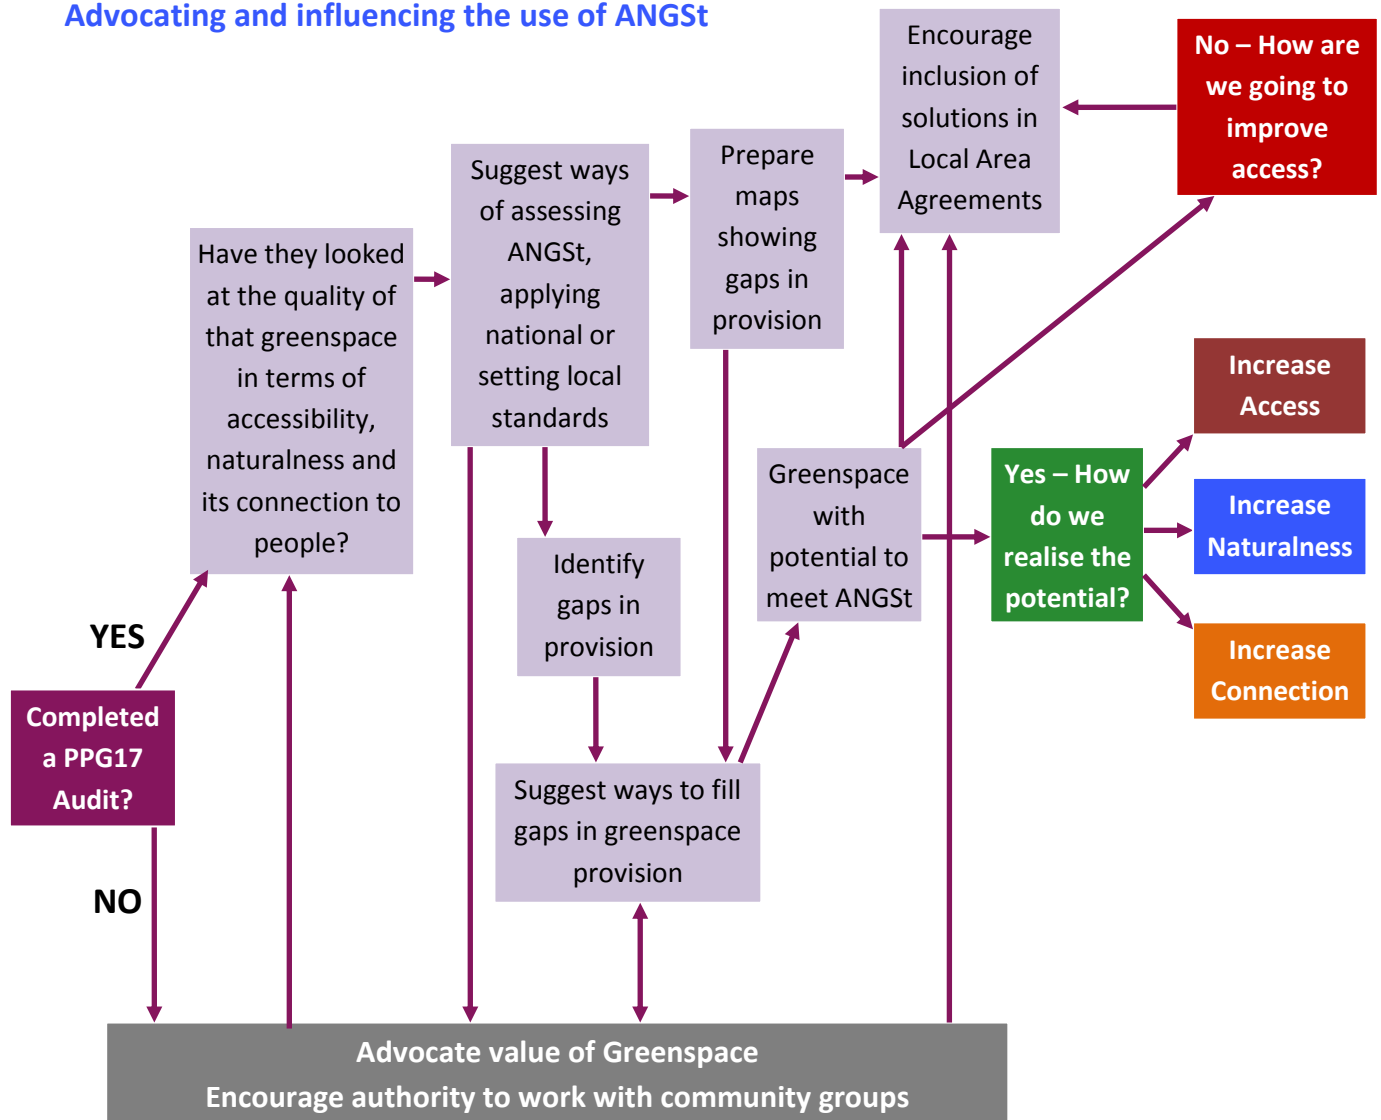 Advocating and influencing the use of ANGSt
Encourage
inclusion of
solutions in
Local Area
Agreements
No – How are
we going to
improve
access?
Prepare
maps
showing
gaps in
provision
Suggest ways
of assessing
ANGSt,
applying
national or
setting local
standards
Have they looked
at the quality of
that greenspace
in terms of
accessibility,
naturalness and
its connection to
people?
Increase
Access
Greenspace
with
potential to
meet ANGSt
Yes – How
do we
realise the
potential?
Increase
Naturalness
Identify
gaps in
provision
Increase
Connection
YES
Completed
a PPG17
Audit?
Suggest ways to fill
gaps in greenspace
provision
NO
Advocate value of Greenspace
Encourage authority to work with community groups